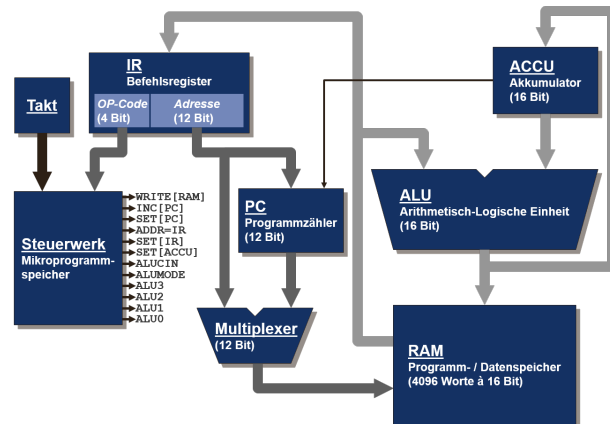 IR
Befehlsregister
OP-Code
(4 Bit)
Adresse
(12 Bit)
ACCU
Akkumulator
(16 Bit)
Takt
Steuerwerk
Mikroprogramm-
speicher
WRITE[RAM]
INC[PC]
SET[PC]
ADDR=IR
SET[IR]
SET[ACCU]
ALUCIN
ALUMODE
ALU3
ALU2
ALU1
ALU0
PC
Programmzähler
(12 Bit)
ALU
Arithmetisch-Logische Einheit
(16 Bit)
Multiplexer
(12 Bit)
RAM
Programm- / Datenspeicher
(4096 Worte à 16 Bit)